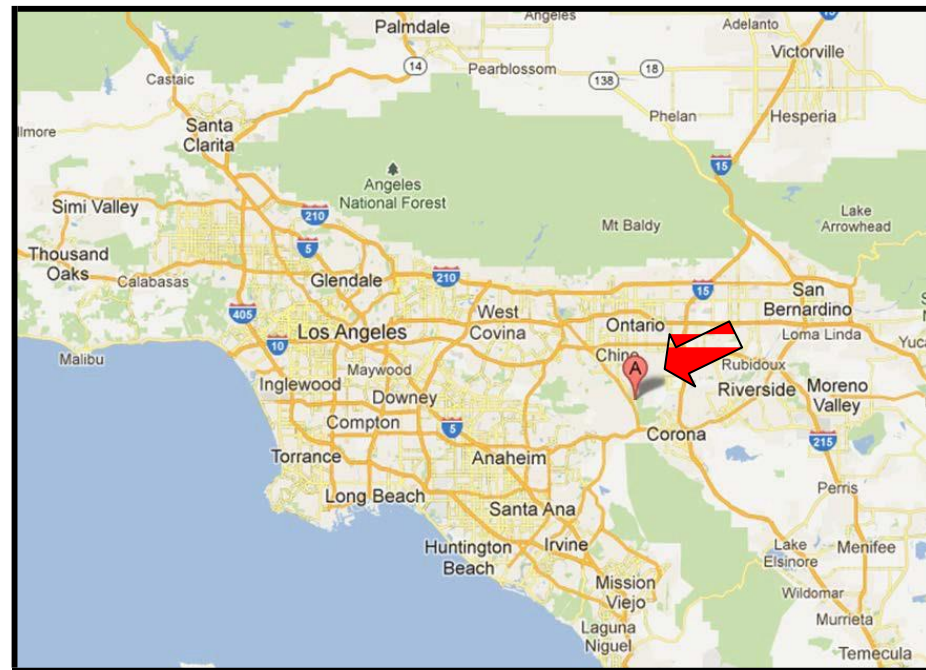 Angeles
15
Palmdale
Adelanto
Victorville
14
Pearblossom
18
138
Castaic
Phelan
Hesperia
Santa
Clarita
15
Angeles
National Forest
Simi Valley
210
Mt Baldy
Lake
Arrowhead
5
Thousand
Oaks
Calabasas
Glendale
210
15
San
Bernardino
405
West
Covina
Los Angeles
Ontario
Loma Linda
10
Malibu
Chino
Maywood
Rubidoux
A
Inglewood
Riverside
Moreno
Valley
Downey
Compton
5
Corona
215
Torrance
Anaheim
Long Beach
Perris
Santa Ana
Huntington
Beach
Irvine
Lake
Elsinore
Menifee
Mission
Viejo
Wildomar
Murrieta
Laguna
Niguel
Temecula